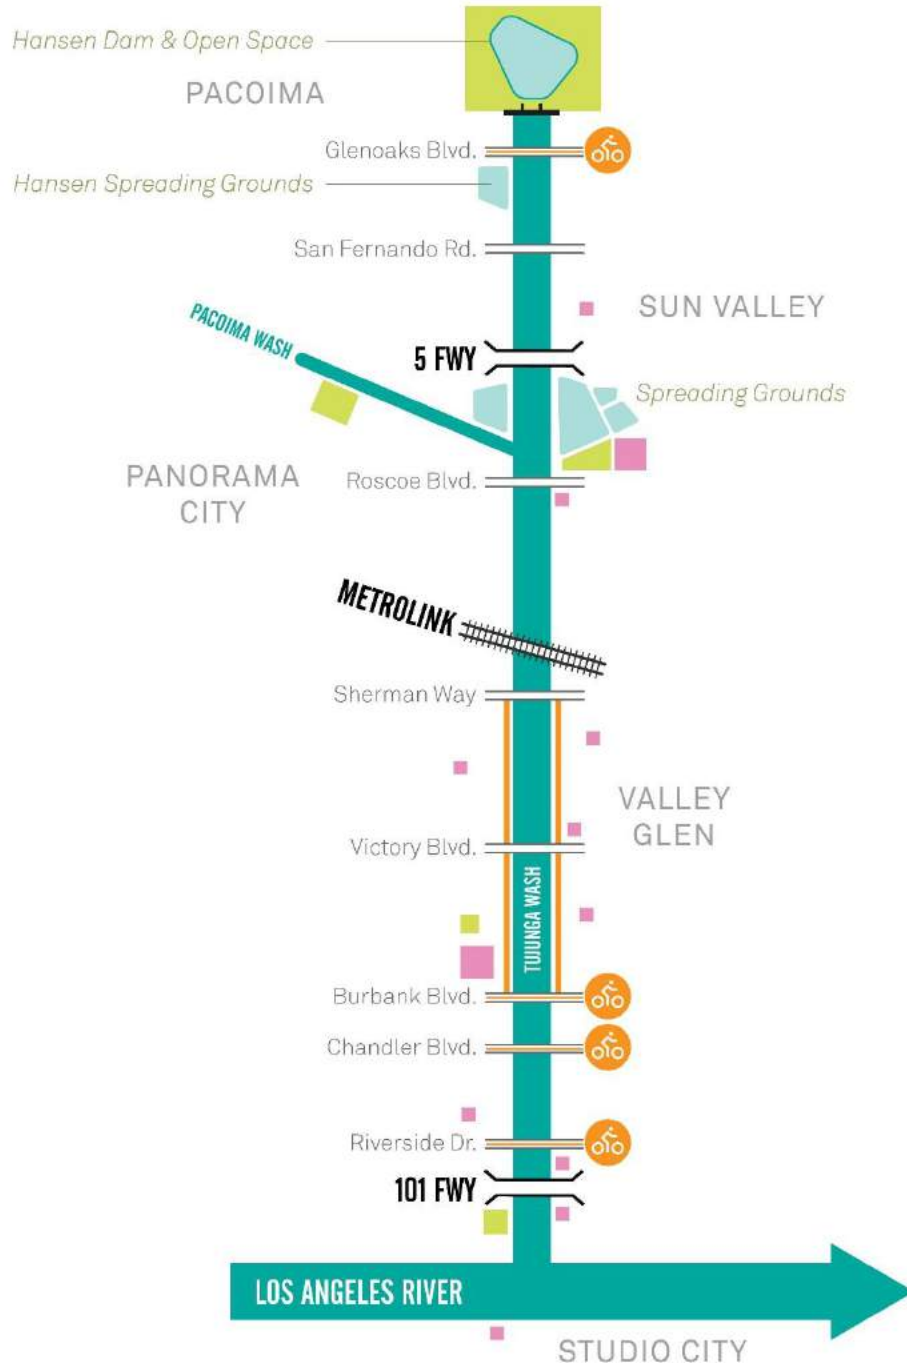 Hansen Dam & Open Space
PACOIMA
Glenoaks Blvd.
Hansen Spreading Grounds
San Fernando Rd.
SUN VALLEY
PACOIMA WASH
5 FWY
Spreading Grounds
PANORAMA
CITY
Roscoe Blvd.
METROLINK
Sherman Way
VALLEY
GLEN
Victory Blvd.
TUJUNGA WASH
Burbank Blvd.
Chandler Blvd.
Riverside Dr.
101 FWY
LOS ANGELES RIVER
STUDIO CITY